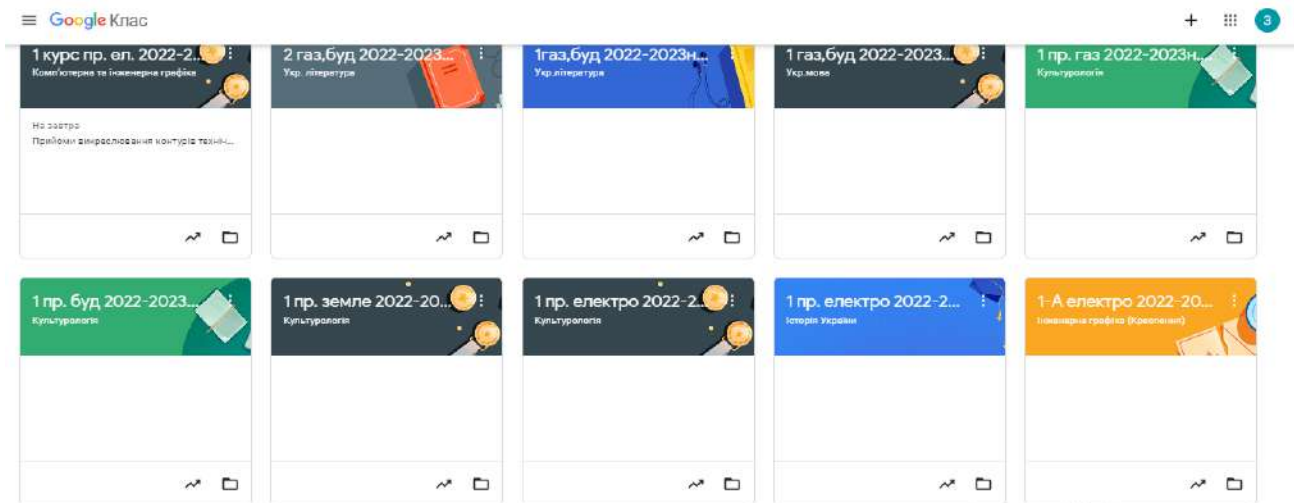 Google Клас
З
1 курс пр. ел. 2022-2...
Комп'ютерна та інженерна графіка
2 газ,буд 2022-2023...
Укр. література
1газ,буд 2022-2023н...
Укр.література
1 газ,буд 2022-2023...
Укр.мова
1 пр. газ 2022-2023н...
Культурологія
На завтра
Прийоми викреслювання контурів техніч...
1 пр. буд 2022-2023...
Культурологія
1 пр. земле 2022-20...
Культурологія
1 пр. електро 2022-2...
Культурологія
1 пр. електро 2022-2...
Історія України
1-А електро 2022-20...
Інженерна графіка (Креслення)